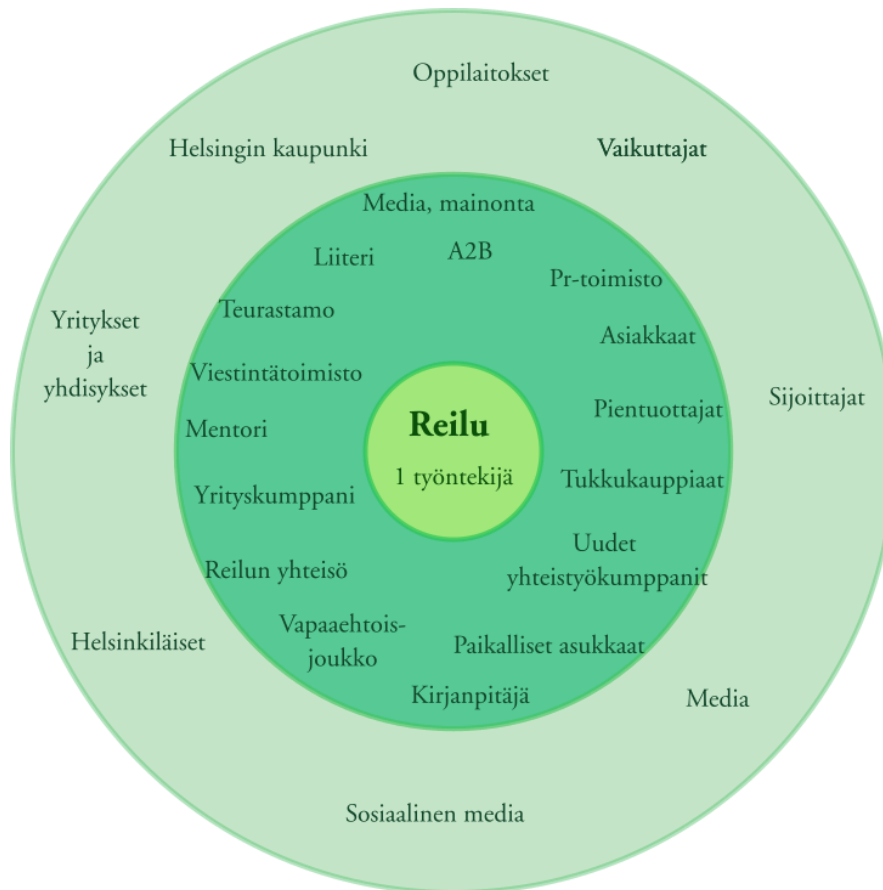 Oppilaitokset
Helsingin kaupunki
Vaikuttajat
Media, mainonta
Liiteri
A2B
Pr-toimisto
Teurastamo
Asiakkaat
Yritykset
ja
yhdisykset
Viestintätoimisto
Sijoittajat
Pientuottajat
Mentori
Reilu
1 työntekijä
Tukkukauppiaat
Yrityskumppani
Uudet
yhteistyökumppanit
Reilun yhteisö
Vapaaehtois-
joukko
Helsinkiläiset
Paikalliset asukkaat
Kirjanpitäjä
Media
Sosiaalinen media